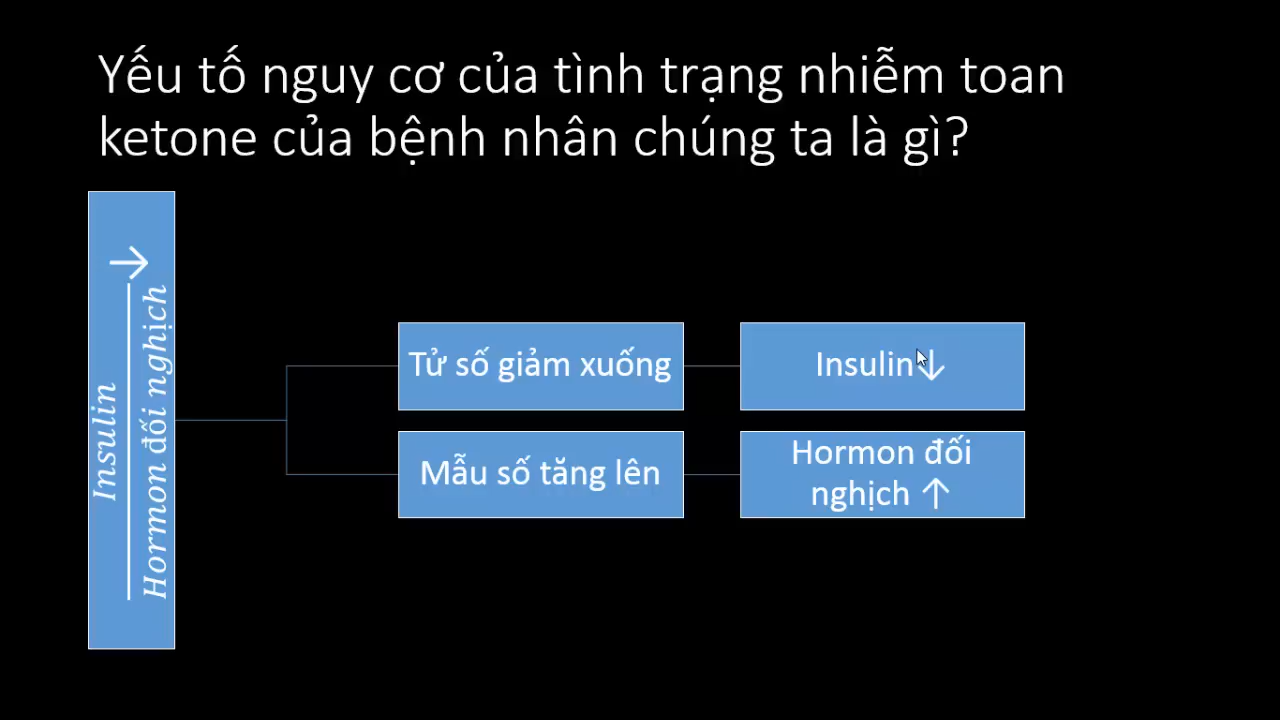 Yếu tố nguy cơ của tình trạng nhiễm toan
ketone của bệnh nhân chúng ta là gì?
Insulin
Hormon đối nghịch
→
Tử số giảm xuống
Insulin ↓
Mẫu số tăng lên
Hormon đối
nghịch ↑